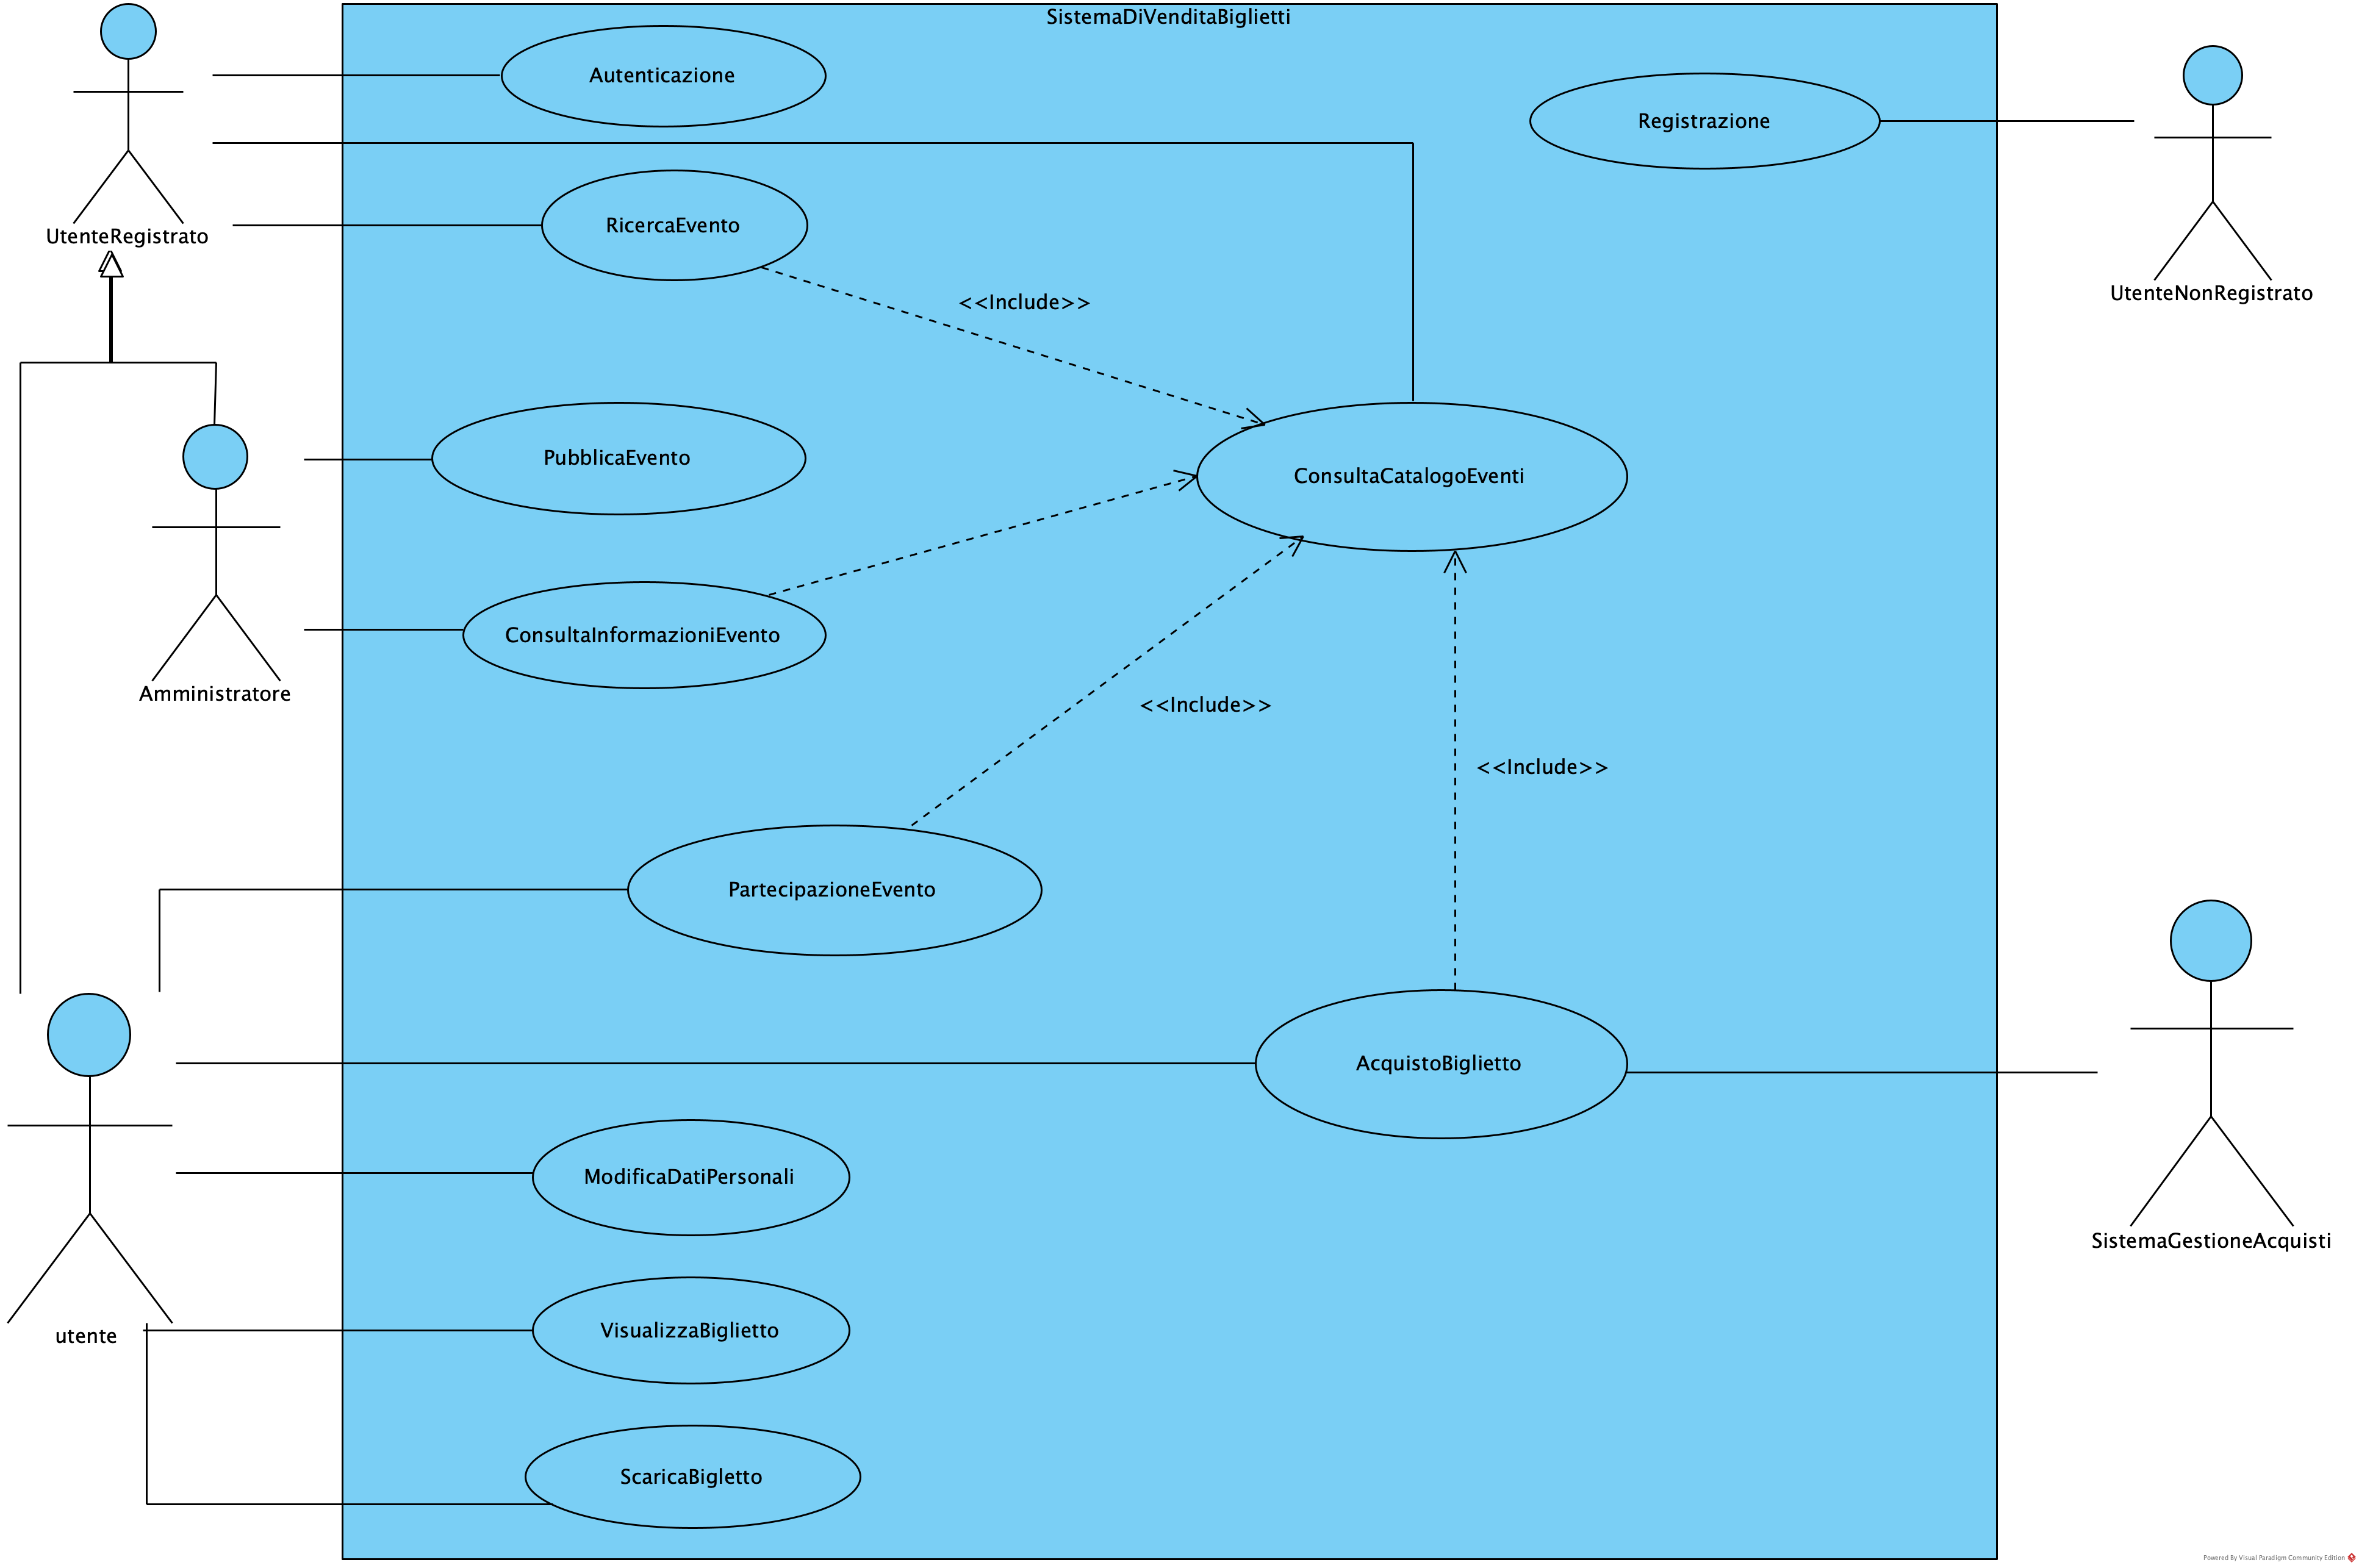 SistemaDiVenditaBiglietti
Autenticazione
Registrazione
RicercaEvento
UtenteRegistrato
UtenteNonRegistrato
<<Include>>
PubblicaEvento
ConsultaCatalogoEventi
ConsultaInformazioniEvento
Amministratore
<<Include>>
<<Include>>
PartecipazioneEvento
AcquistoBiglietto
ModificaDatiPersonali
SistemaGestioneAcquisti
VisualizzaBiglietto
utente
ScaricaBigletto
Powered By Visual Paradigm Community Edition